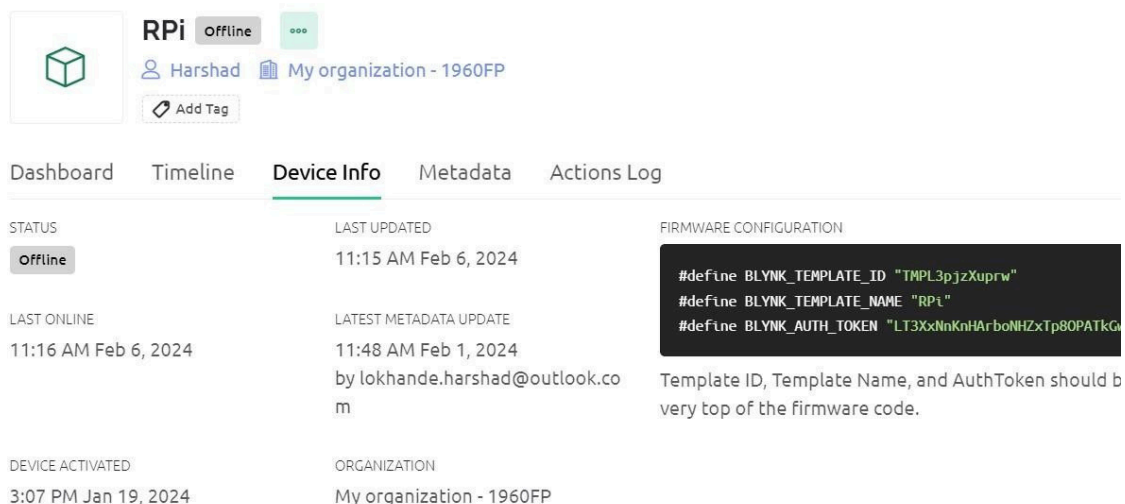 RPi Offline
Harshad My organization - 1960FP
Add Tag
Dashboard Timeline Device Info Metadata Actions Log
STATUS
Offline
LAST UPDATED
11:15 AM Feb 6, 2024
FIRMWARE CONFIGURATION
#define BLYNK_TEMPLATE_ID "TMPL3pjzXuprw"
#define BLYNK_TEMPLATE_NAME "RPi"
#define BLYNK_AUTH_TOKEN
Template ID, Template Name, and AuthToken should b
very top of the firmware code.
LAST ONLINE
11:16 AM Feb 6, 2024
LATEST METADATA UPDATE
11:48 AM Feb 1, 2024
by lokhande.harshad@outlook.co
m
DEVICE ACTIVATED
3:07 PM Jan 19, 2024
ORGANIZATION
My organization - 1960FP